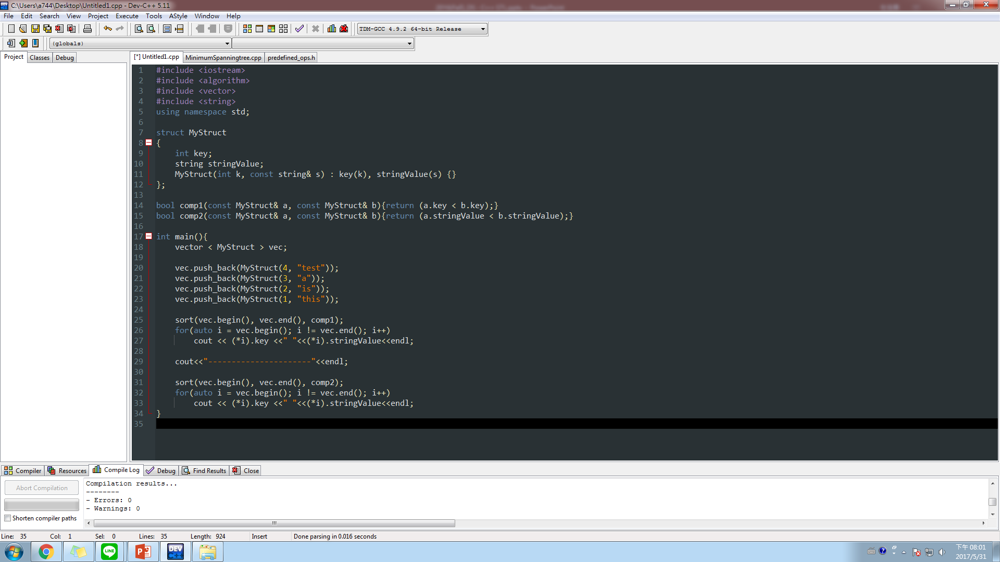 C:\Users\a744\Desktop\Untitled1.cpp - Dev-C++ 5.11
File Edit Search View Project Execute Tools AStyle Window Help
TDM-GCC 4.9.2 64-bit Release
(globals)
Project Classes Debug
[*] Untitled1.cpp MinimumSpanningtree.cpp predefined_ops.h
1 #include <iostream>
2 #include <algorithm>
3 #include <vector>
4 #include <string>
5 using namespace std;
6
7 struct MyStruct
8 {
9 int key;
10 string stringValue;
11 MyStruct(int k, const string& s) : key(k), stringValue(s) {}
12 };
13
14 bool comp1(const MyStruct& a, const MyStruct& b){return (a.key < b.key);}
15 bool comp2(const MyStruct& a, const MyStruct& b){return (a.stringValue < b.stringValue);}
16
17 int main(){
18 vector < MyStruct > vec;
19
20 vec.push_back(MyStruct(4, "test"));
21 vec.push_back(MyStruct(3, "a"));
22 vec.push_back(MyStruct(2, "is"));
23 vec.push_back(MyStruct(1, "this"));
24
25 sort(vec.begin(), vec.end(), comp1);
26 for(auto i = vec.begin(); i != vec.end(); i++)
27 cout << (*i).key <<" "<<(*i).stringValue<<endl;
28
29 cout<<"----------------------"<<endl;
30
31 sort(vec.begin(), vec.end(), comp2);
32 for(auto i = vec.begin(); i != vec.end(); i++)
33 cout << (*i).key <<" "<<(*i).stringValue<<endl;
34 }
35
Compiler Resources Compile Log Debug Find Results Close
Abort Compilation
Shorten compiler paths
Compilation results...
--------
- Errors: 0
- Warnings: 0
Line: 35 Col: 1 Sel: 0 Lines: 35 Length: 924 Insert Done parsing in 0.016 seconds
LINE
DEV C++
下午 08:01
2017/5/31